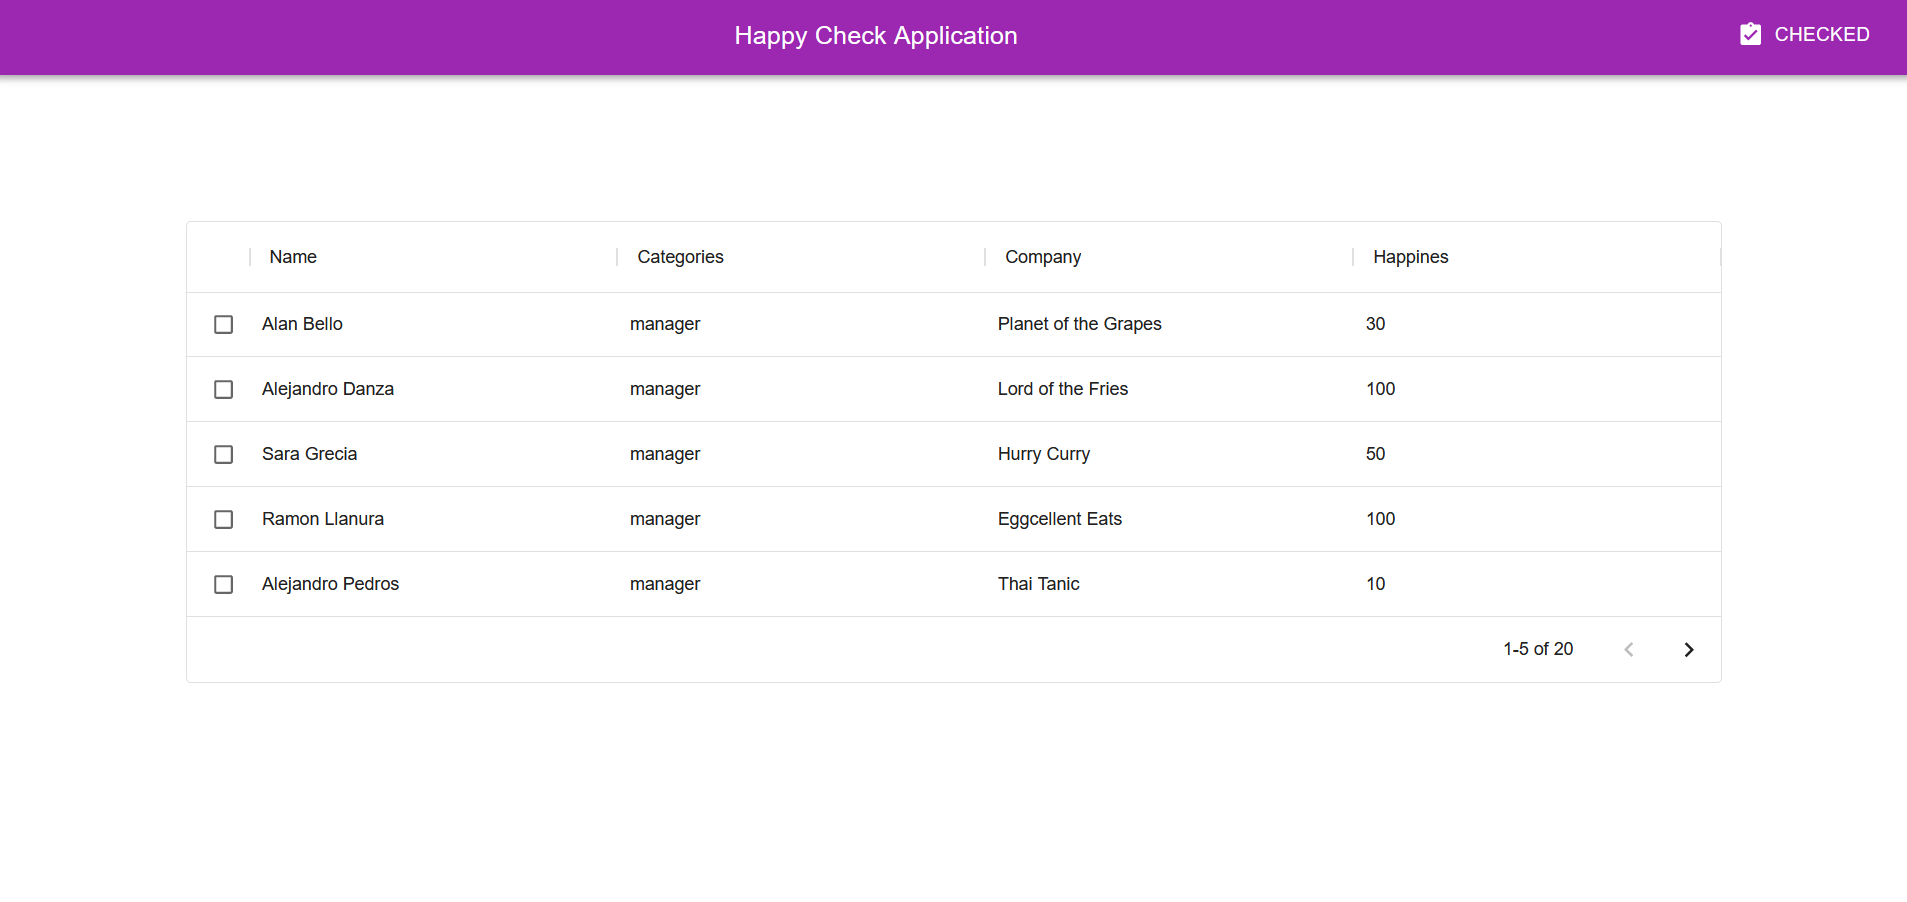 Happy Check Application
CHECKED
Name Categories Company Happines
Alan Bello manager Planet of the Grapes 30
Alejandro Danza manager Lord of the Fries 100
Sara Grecia manager Hurry Curry 50
Ramon Llanura manager Eggcellent Eats 100
Alejandro Pedros manager Thai Tanic 10
1-5 of 20